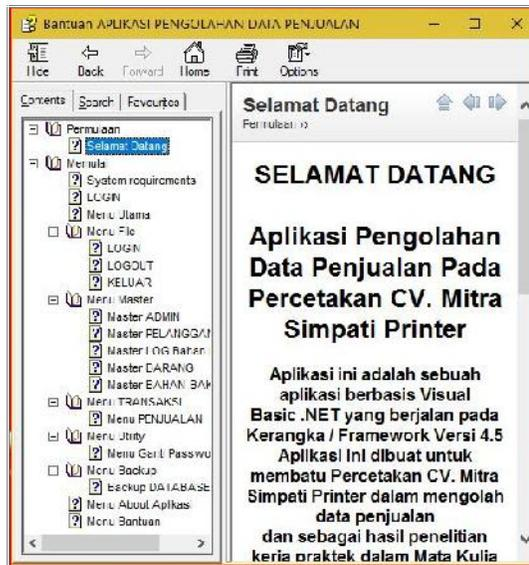 Bantuan APLIKASI PENGOLAHAN DATA PENJUALAN
Hide Back Forward Home Print Options
Contents Search Favourites
Permulaan
Selamat Datang
Memulai
System requirements
LOGIN
Menu Utama
Menu File
LOGIN
LOGOUT
KELUAR
Menu Master
Master ADMIN
Master PELANGGAN
Master LOG Bahan
Master BARANG
Master BAHAN BAK
Menu TRANSAKSI
Menu PENJUALAN
Menu Utility
Menu Ganti Passwo
Menu Backup
Backup DATABASE
Menu About Aplikas
Menu Bantuan
Selamat Datang
Permulaan ››
SELAMAT DATANG
Aplikasi Pengolahan
Data Penjualan Pada
Percetakan CV. Mitra
Simpati Printer
Aplikasi ini adalah sebuah
aplikasi berbasis Visual
Basic .NET yang berjalan pada
Kerangka / Framework Versi 4.5
Aplikasi ini dibuat untuk
membatu Percetakan CV. Mitra
Simpati Printer dalam mengolah
data penjualan
dan sebagai hasil penelitian
kerja praktek dalam Mata Kulia